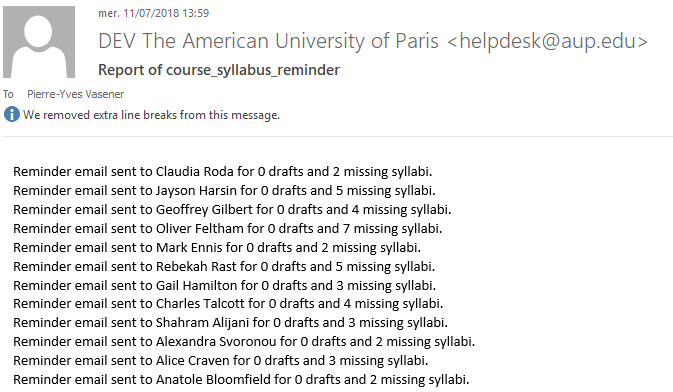 mer. 11/07/2018 13:59
DEV The American University of Paris <helpdesk@aup.edu>
Report of course_syllabus_reminder
To Pierre-Yves Vasener
We removed extra line breaks from this message.
Reminder email sent to Claudia Roda for 0 drafts and 2 missing syllabi.
Reminder email sent to Jayson Harsin for 0 drafts and 5 missing syllabi.
Reminder email sent to Geoffrey Gilbert for 0 drafts and 4 missing syllabi.
Reminder email sent to Oliver Feltham for 0 drafts and 7 missing syllabi.
Reminder email sent to Mark Ennis for 0 drafts and 2 missing syllabi.
Reminder email sent to Rebekah Rast for 0 drafts and 5 missing syllabi.
Reminder email sent to Gail Hamilton for 0 drafts and 3 missing syllabi.
Reminder email sent to Charles Talcott for 0 drafts and 4 missing syllabi.
Reminder email sent to Shahram Alijani for 0 drafts and 3 missing syllabi.
Reminder email sent to Alexandra Svoronou for 0 drafts and 2 missing syllabi.
Reminder email sent to Alice Craven for 0 drafts and 3 missing syllabi.
Reminder email sent to Anatole Bloomfield for 0 drafts and 2 missing syllabi.